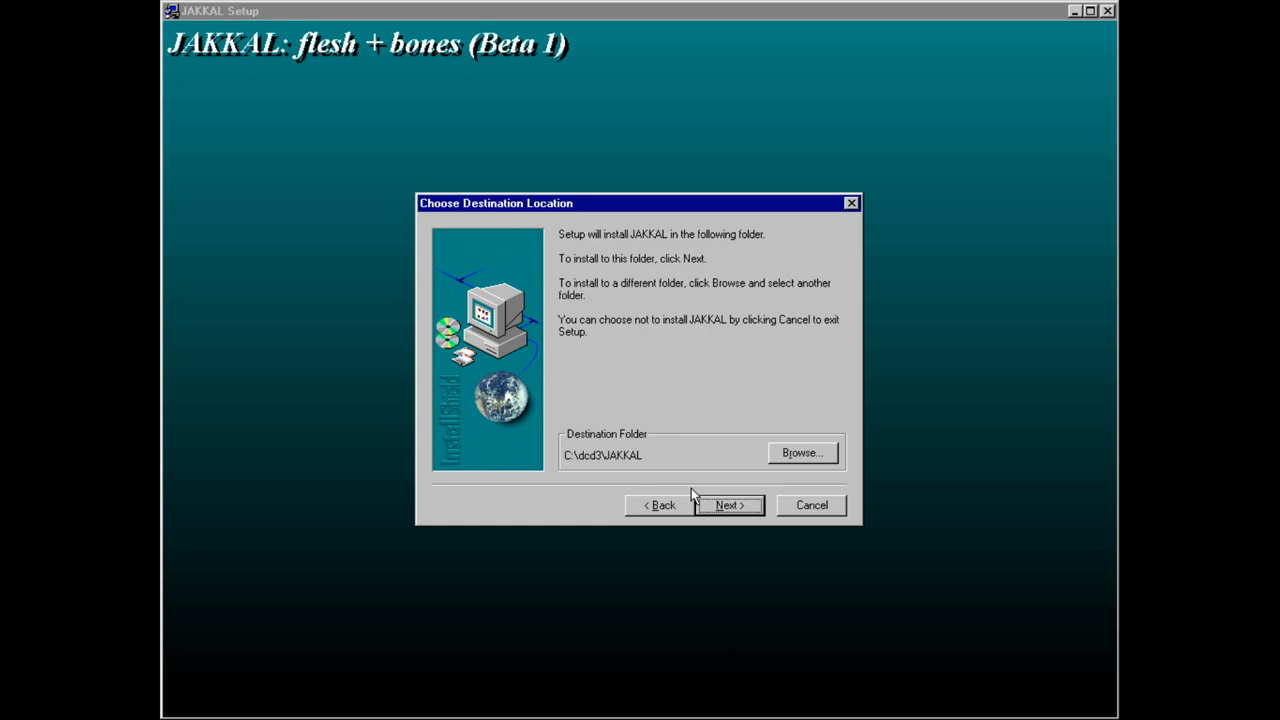 JAKKAL Setup
JAKKAL: flesh + bones (Beta 1)
Choose Destination Location
Setup will install JAKKAL in the following folder.
To install to this folder, click Next.
To install to a different folder, click Browse and select another
folder.
You can choose not to install JAKKAL by clicking Cancel to exit
Setup.
InstallShield
Destination Folder
C:\dcd3\JAKKAL
Browse...
< Back
Next >
Cancel